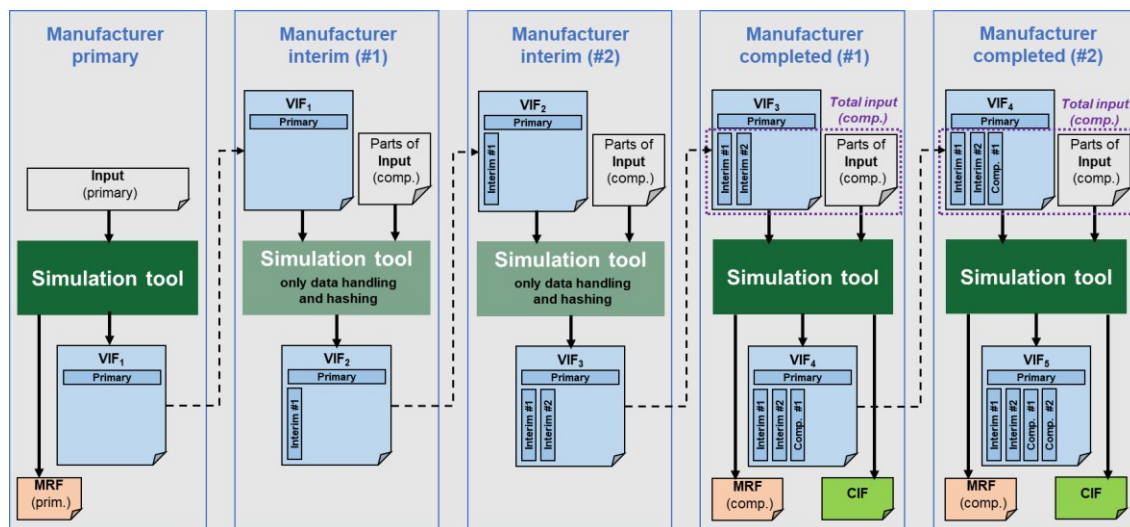 Manufacturer
primary
Input
(primary)
Simulation tool
VIF1
Primary
MRF
(prim.)
Manufacturer
interim (#1)
VIF1
Primary
Parts of
Input
(comp.)
Simulation tool
only data handling
and hashing
VIF2
Primary
Interim #1
Manufacturer
interim (#2)
VIF2
Primary
Interim #1
Parts of
Input
(comp.)
Simulation tool
only data handling
and hashing
VIF3
Primary
Interim #1
Interim #2
Manufacturer
completed (#1)
VIF3
Primary
Total input
(comp.)
Interim #1
Interim #2
Parts of
Input
(comp.)
Simulation tool
VIF4
Primary
Interim #1
Interim #2
Comp. #1
MRF
(comp.)
CIF
Manufacturer
completed (#2)
VIF4
Primary
Total input
(comp.)
Interim #1
Interim #2
Comp. #1
Parts of
Input
(comp.)
Simulation tool
VIF5
Primary
Interim #1
Interim #2
Comp. #1
Comp. #2
MRF
(comp.)
CIF